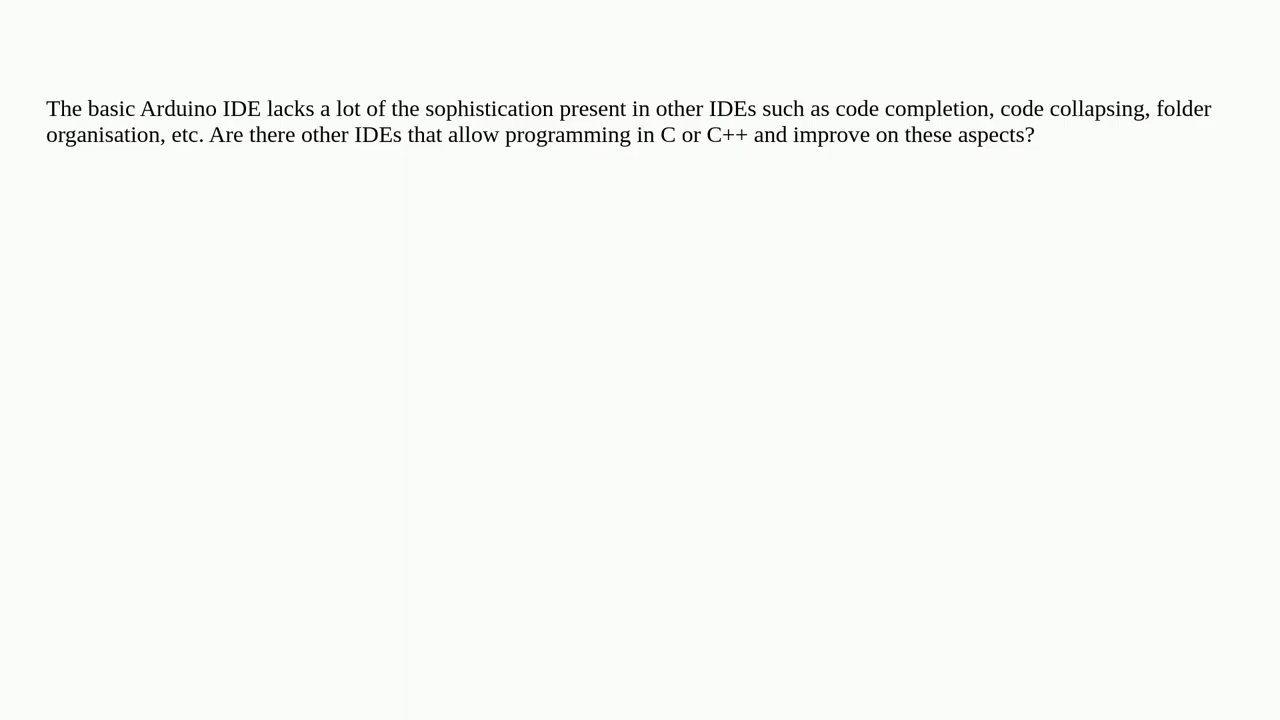 The basic Arduino IDE lacks a lot of the sophistication present in other IDEs such as code completion, code collapsing, folder
organisation, etc. Are there other IDEs that allow programming in C or C++ and improve on these aspects?